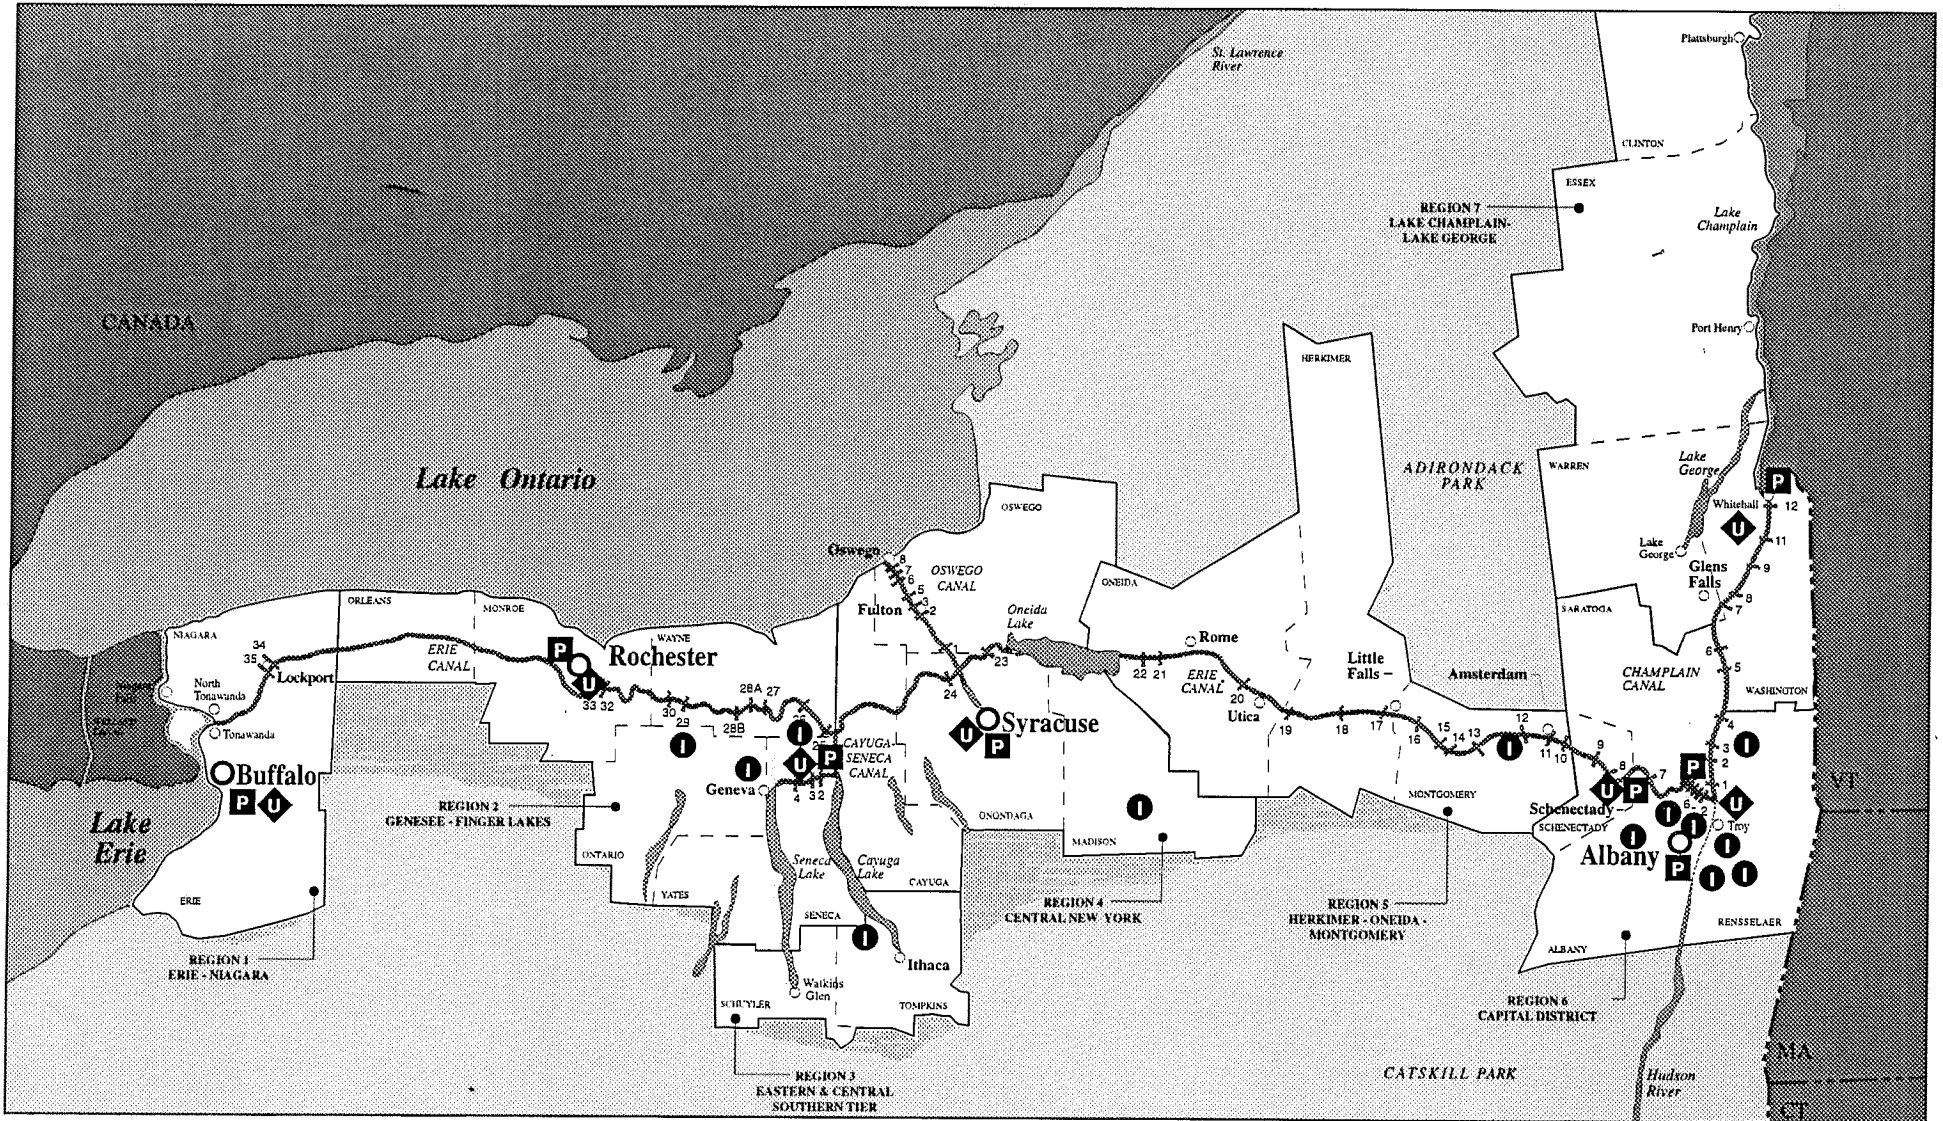 St. Lawrence
River
Plattsburgh
CLINTON
ESSEX
REGION 7
LAKE CHAMPLAIN-
LAKE GEORGE
Lake
Champlain
CANADA
Port Henry
HERKIMER
Lake Ontario
ADIRONDACK
PARK
WARREN
Lake
George
P
Whitehall
12
U
11
Lake
George
Glens
Falls
9
8
7
OSWEGO
Oswego
8
7
6
5
3
2
OSWEGO
CANAL
Fulton
ONEIDA
Oneida
Lake
SARATOGA
ORLEANS
MONROE
NIAGARA
34
35
Lockport
ERIE
CANAL
WAYNE
P
Rochester
U
33
32
North
Tonawanda
Tonawanda
30
29
28B
28A
27
26
25
24
23
22
21
Rome
ERIE
CANAL
20
Utica
19
18
17
Little
Falls
16
15
14
13
Amsterdam
12
11
10
9
8
7
6
5
CHAMPLAIN
CANAL
WASHINGTON
4
3
2
1
I
I
I
I
Geneva
U
P
4
3
2
CAYUGA-
SENECA
CANAL
Syracuse
U
P
Buffalo
P
U
Lake
Erie
REGION 2
GENESEE - FINGER LAKES
ONONDAGA
MADISON
I
MONTGOMERY
U
P
Schenectady
SCHENECTADY
P
6
2
U
Troy
I
I
I
Albany
P
I
I
I
VT
ONTARIO
YATES
Seneca
Lake
Cayuga
Lake
CAYUGA
SENECA
I
ERIE
REGION 1
ERIE - NIAGARA
REGION 4
CENTRAL NEW YORK
REGION 5
HERKIMER - ONEIDA -
MONTGOMERY
RENSSELAER
ALBANY
Ithaca
Watkins
Glen
SCHUYLER
TOMPKINS
REGION 6
CAPITAL DISTRICT
REGION 3
EASTERN & CENTRAL
SOUTHERN TIER
CATSKILL PARK
Hudson
River
MA
CT